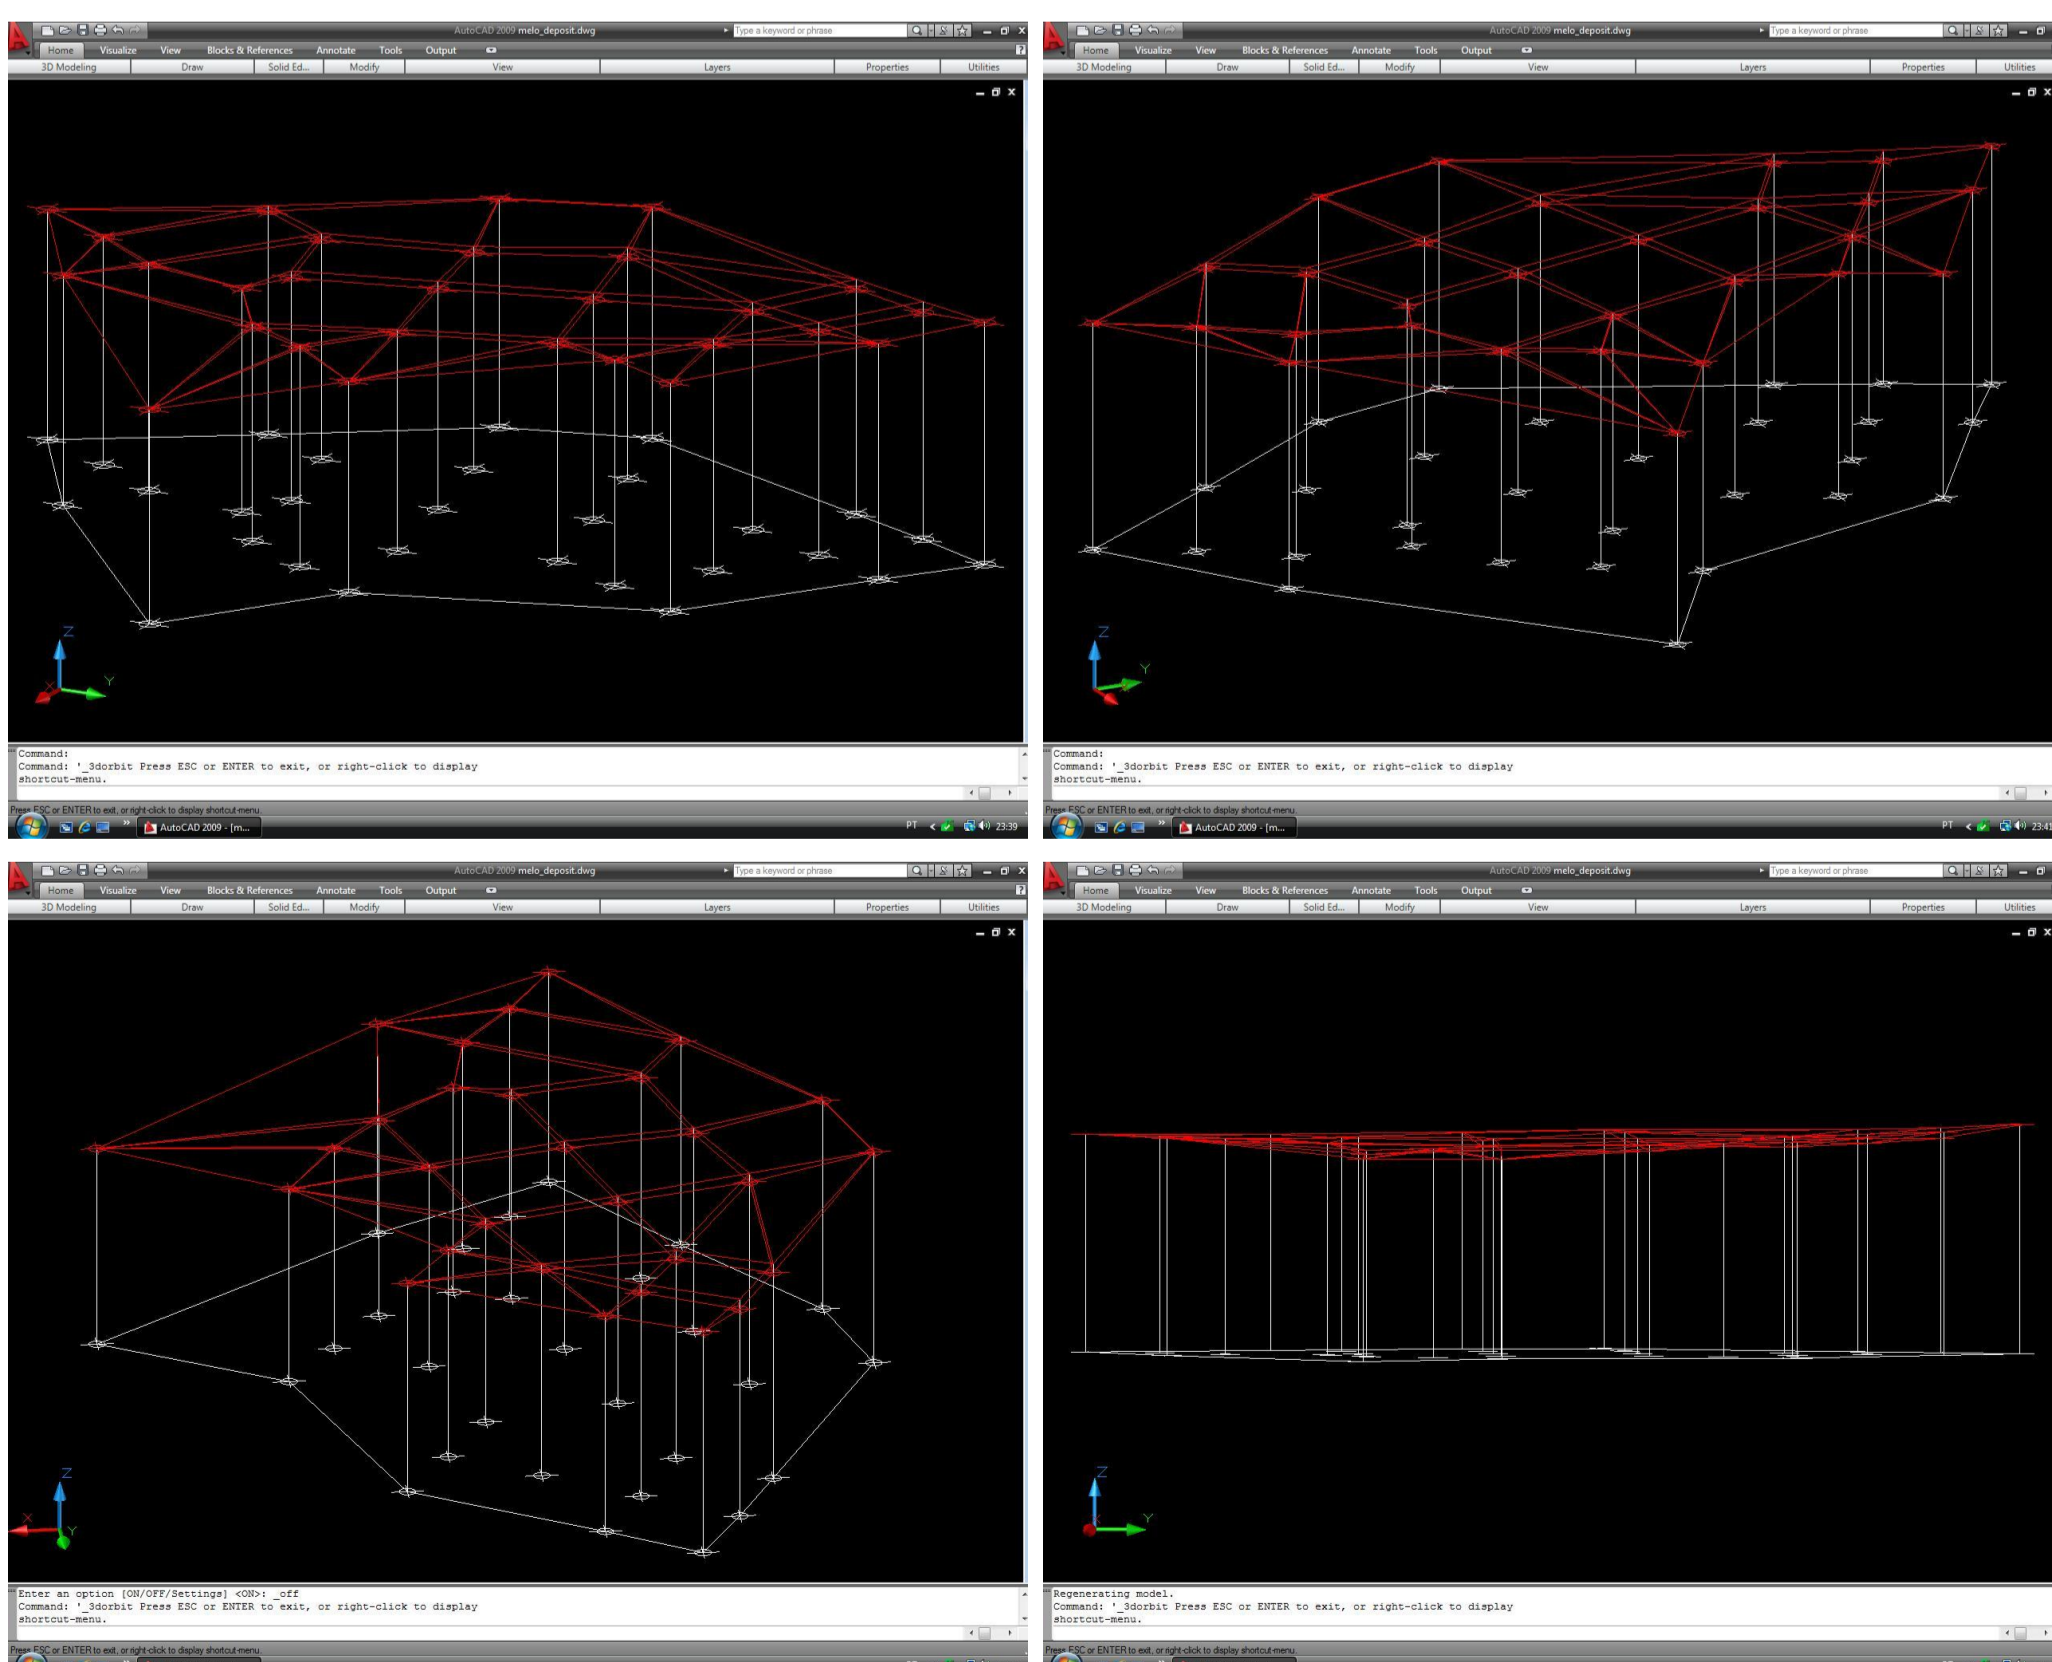 AutoCAD 2009 melo_deposit.dwg
Type a keyword or phrase
Home Visualize View Blocks & References Annotate Tools Output
3D Modeling Draw Solid Ed... Modify View Layers Properties Utilities
Z
X
Y
Command:
Command: '_3dorbit Press ESC or ENTER to exit, or right-click to display
shortcut-menu.
Press ESC or ENTER to exit, or right-click to display shortcut-menu.
AutoCAD 2009 - [m...
PT
23:39
AutoCAD 2009 melo_deposit.dwg
Type a keyword or phrase
Home Visualize View Blocks & References Annotate Tools Output
3D Modeling Draw Solid Ed... Modify View Layers Properties Utilities
Z
Y
Command:
Command: '_3dorbit Press ESC or ENTER to exit, or right-click to display
shortcut-menu.
Press ESC or ENTER to exit, or right-click to display shortcut-menu.
AutoCAD 2009 - [m...
PT
23:41
AutoCAD 2009 melo_deposit.dwg
Type a keyword or phrase
Home Visualize View Blocks & References Annotate Tools Output
3D Modeling Draw Solid Ed... Modify View Layers Properties Utilities
Z
X
Y
Enter an option [ON/OFF/Settings] <ON>: _off
Command: '_3dorbit Press ESC or ENTER to exit, or right-click to display
shortcut-menu.
Press ESC or ENTER to exit, or right-click to display shortcut-menu.
AutoCAD 2009 melo_deposit.dwg
Type a keyword or phrase
Home Visualize View Blocks & References Annotate Tools Output
3D Modeling Draw Solid Ed... Modify View Layers Properties Utilities
Z
X
Y
Regenerating model.
Command: '_3dorbit Press ESC or ENTER to exit, or right-click to display
shortcut-menu.
Press ESC or ENTER to exit, or right-click to display shortcut-menu.